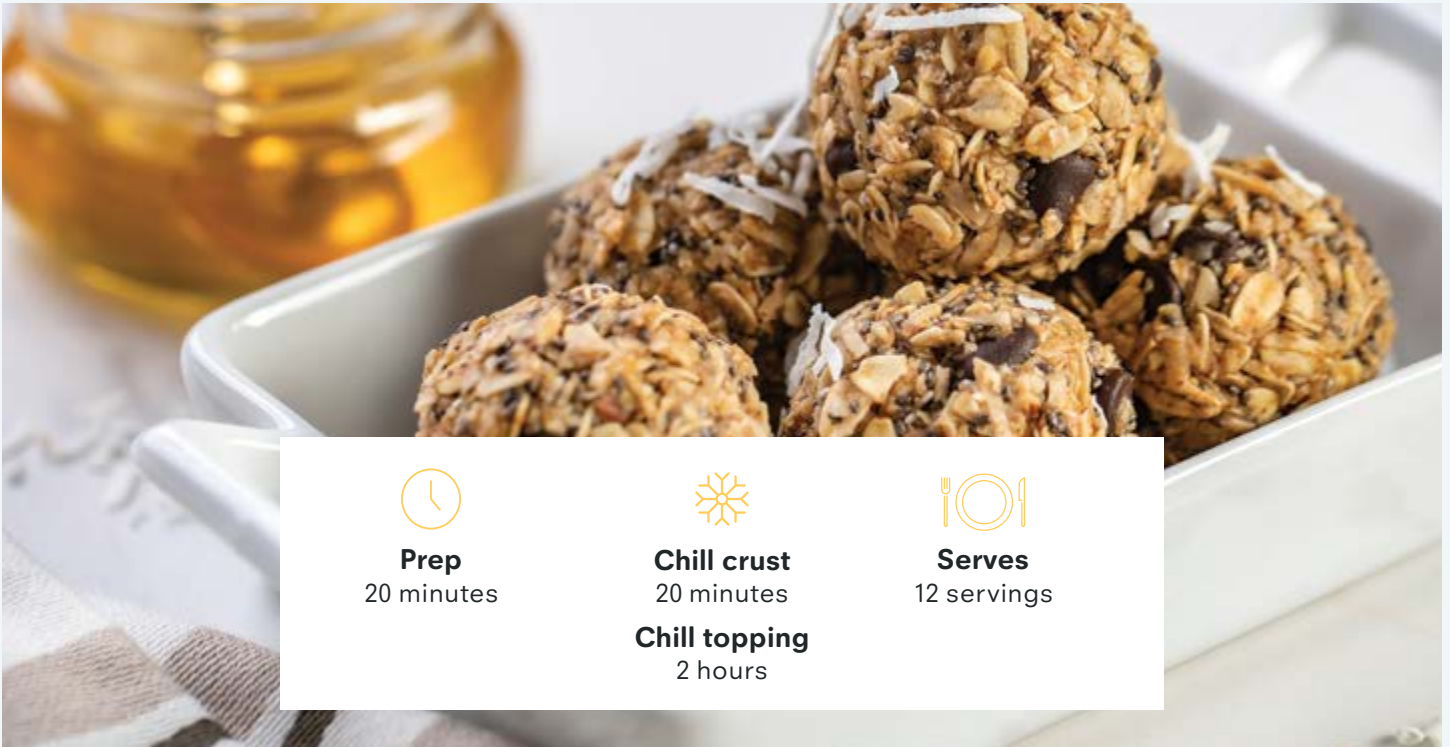 Prep
20 minutes
Chill crust
20 minutes
Chill topping
2 hours
Serves
12 servings